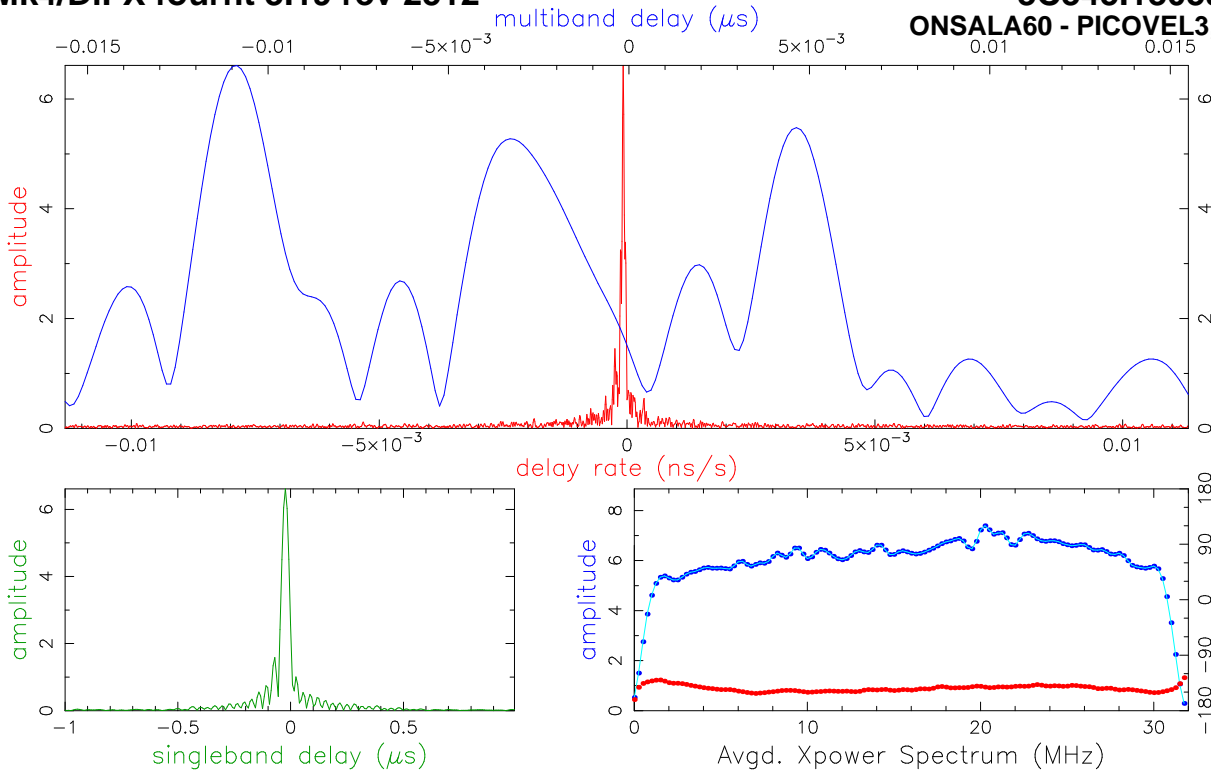 multiband delay (μs)
ONSALA60 - PICOVEL3
−0.015 −0.01 −5×10⁻³ 0 5×10⁻³ 0.01 0.015
amplitude
0 2 4 6
0 2 4 6
−0.01 −5×10⁻³ 0 5×10⁻³ 0.01
delay rate (ns/s)
amplitude
0 2 4 6
−1 −0.5 0 0.5
singleband delay (μs)
amplitude
0 2 4 6 8
−180 −90 0 90 180
0 10 20 30
Avgd. Xpower Spectrum (MHz)